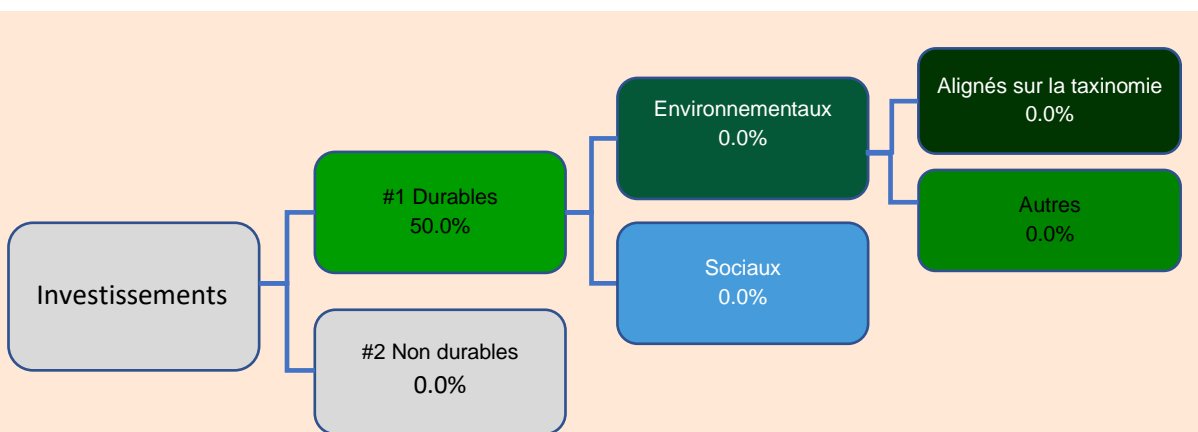 Investissements
#1 Durables
50.0%
#2 Non durables
0.0%
Environnementaux
0.0%
Sociaux
0.0%
Alignés sur la taxinomie
0.0%
Autres
0.0%